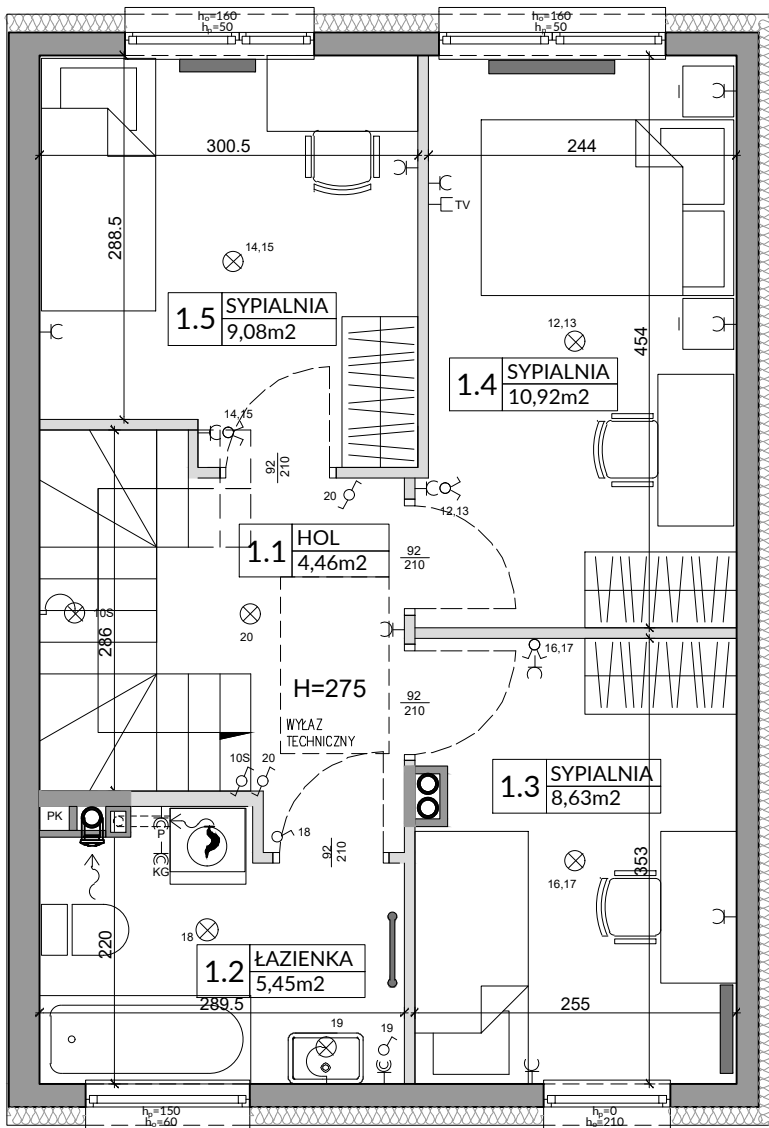 h₀=160
hₚ=50
h₀=160
hₚ=50
300.5
244
288.5
TV
14,15
1.5
SYPIALNIA
9,08m2
12,13
454
1.4
SYPIALNIA
10,92m2
14,15
92
210
20
12,13
1.1
HOL
4,46m2
92
210
10S
20
286
16,17
H=275
92
210
WYŁAZ
TECHNICZNY
10S
20
1.3
SYPIALNIA
8,63m2
PK
P
18
KG
92
210
16,17
353
220
18
1.2
ŁAZIENKA
5,45m2
289.5
255
19
19
hₚ=150
h₀=60
hₚ=0
h₀=210